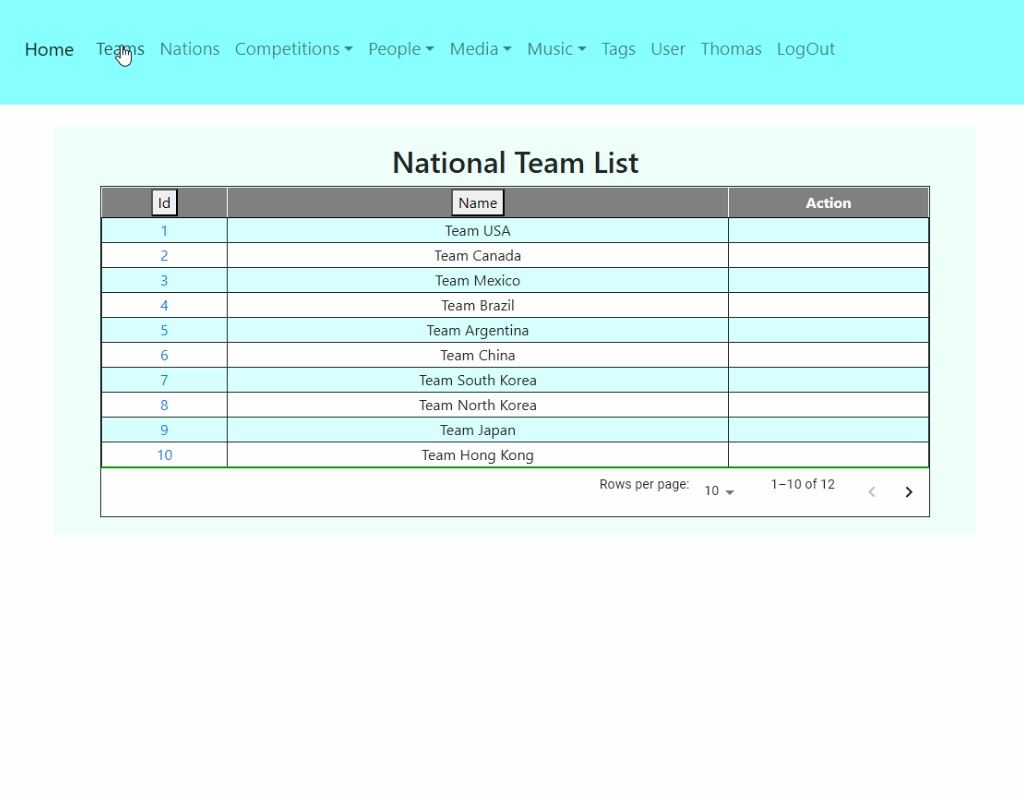 Home Teams Nations Competitions People Media Music Tags User Thomas LogOut
National Team List
Id Name Action
1 Team USA
2 Team Canada
3 Team Mexico
4 Team Brazil
5 Team Argentina
6 Team China
7 Team South Korea
8 Team North Korea
9 Team Japan
10 Team Hong Kong
Rows per page: 10 1–10 of 12